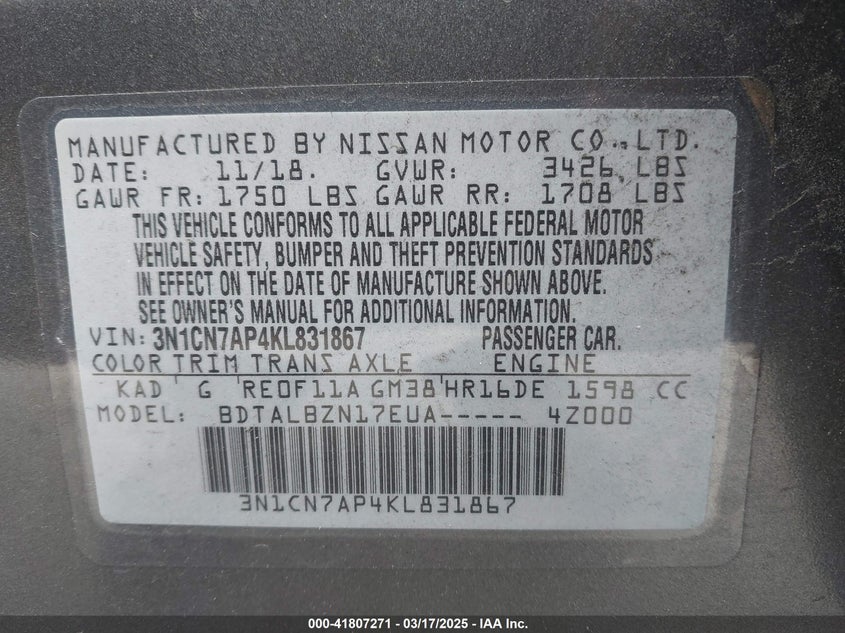 MANUFACTURED BY NISSAN MOTOR CO., LTD.
DATE: 11/18. GVWR: 3426 LBS
GAWR FR: 1750 LBS GAWR RR: 1708 LBS
THIS VEHICLE CONFORMS TO ALL APPLICABLE FEDERAL MOTOR
VEHICLE SAFETY, BUMPER AND THEFT PREVENTION STANDARDS
IN EFFECT ON THE DATE OF MANUFACTURE SHOWN ABOVE.
SEE OWNER'S MANUAL FOR ADDITIONAL INFORMATION.
VIN: 3N1CN7AP4KL831867 PASSENGER CAR.
COLOR TRIM TRANS AXLE ENGINE
KAD G RE0F11A GM38 HR16DE 1598 CC
MODEL: BDTALBZN17EUA----- 4Z000
3N1CN7AP4KL831867
000-41807271 - 03/17/2025 - IAA Inc.